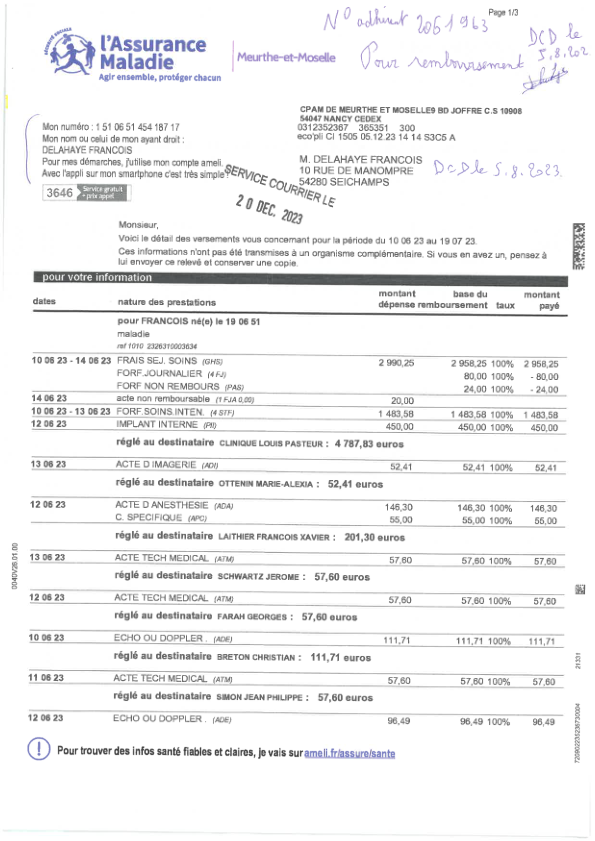 Page 1/3
N° adhérent 2051963
DCD le
5.8.202
Pour remboursement
l'Assurance
Maladie
Agir ensemble, protéger chacun
SÉCURITÉ SOCIALE
Meurthe-et-Moselle
CPAM DE MEURTHE ET MOSELLE9 BD JOFFRE C.S 10908
54047 NANCY CEDEX
0312352367 365351 300
eco'pli CI 1505 05.12.23 14 14 S3C5 A
Mon numéro : 1 51 06 51 454 187 17
Mon nom ou celui de mon ayant droit :
DELAHAYE FRANCOIS
Pour mes démarches, j'utilise mon compte ameli.
Avec l'appli sur mon smartphone c'est très simple !
3646 Service gratuit + prix appel
M. DELAHAYE FRANCOIS
10 RUE DE MANOMPRE
54280 SEICHAMPS
DCD le 5.8.2023.
SERVICE COURRIER LE
20 DEC. 2023
Monsieur,
Voici le détail des versements vous concernant pour la période du 10 06 23 au 19 07 23.
Ces informations n'ont pas été transmises à un organisme complémentaire. Si vous en avez un, pensez à
lui envoyer ce relevé et conserver une copie.
pour votre information
dates nature des prestations montant dépense base du remboursement taux montant payé
pour FRANCOIS né(e) le 19 06 51
maladie
ref 1010 2326310003634
10 06 23 - 14 06 23 FRAIS SEJ. SOINS (GHS) 2 990,25 2 958,25 100% 2 958,25
FORF.JOURNALIER (4 FJ) 80,00 100% - 80,00
FORF NON REMBOURS (PAS) 24,00 100% - 24,00
14 06 23 acte non remboursable (1 FJA 0,00) 20,00
10 06 23 - 13 06 23 FORF.SOINS.INTEN. (4 STF) 1 483,58 1 483,58 100% 1 483,58
12 06 23 IMPLANT INTERNE (PII) 450,00 450,00 100% 450,00
réglé au destinataire CLINIQUE LOUIS PASTEUR : 4 787,83 euros
13 06 23 ACTE D IMAGERIE (ADI) 52,41 52,41 100% 52,41
réglé au destinataire OTTENIN MARIE-ALEXIA : 52,41 euros
12 06 23 ACTE D ANESTHESIE (ADA) 146,30 146,30 100% 146,30
C. SPECIFIQUE (APC) 55,00 55,00 100% 55,00
réglé au destinataire LAITHIER FRANCOIS XAVIER : 201,30 euros
13 06 23 ACTE TECH MEDICAL (ATM) 57,60 57,60 100% 57,60
réglé au destinataire SCHWARTZ JEROME : 57,60 euros
12 06 23 ACTE TECH MEDICAL (ATM) 57,60 57,60 100% 57,60
réglé au destinataire FARAH GEORGES : 57,60 euros
10 06 23 ECHO OU DOPPLER . (ADE) 111,71 111,71 100% 111,71
réglé au destinataire BRETON CHRISTIAN : 111,71 euros
11 06 23 ACTE TECH MEDICAL (ATM) 57,60 57,60 100% 57,60
réglé au destinataire SIMON JEAN PHILIPPE : 57,60 euros
12 06 23 ECHO OU DOPPLER . (ADE) 96,49 96,49 100% 96,49
Pour trouver des infos santé fiables et claires, je vais sur ameli.fr/assure/sante
004DV26.01.00
21331